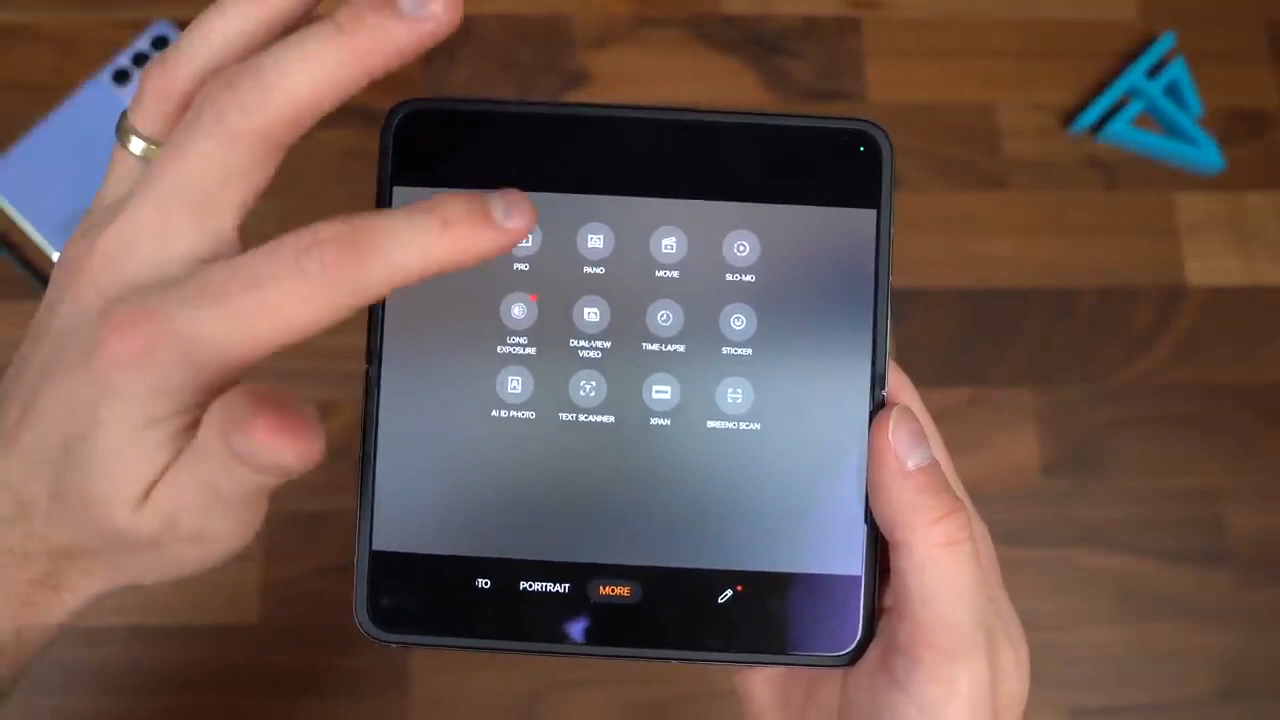 PRO
PANO
MOVIE
SLO-MO
LONG
EXPOSURE
DUAL-VIEW
VIDEO
TIME-LAPSE
STICKER
AI ID PHOTO
TEXT SCANNER
XPAN
BREENO SCAN
TO
PORTRAIT
MORE